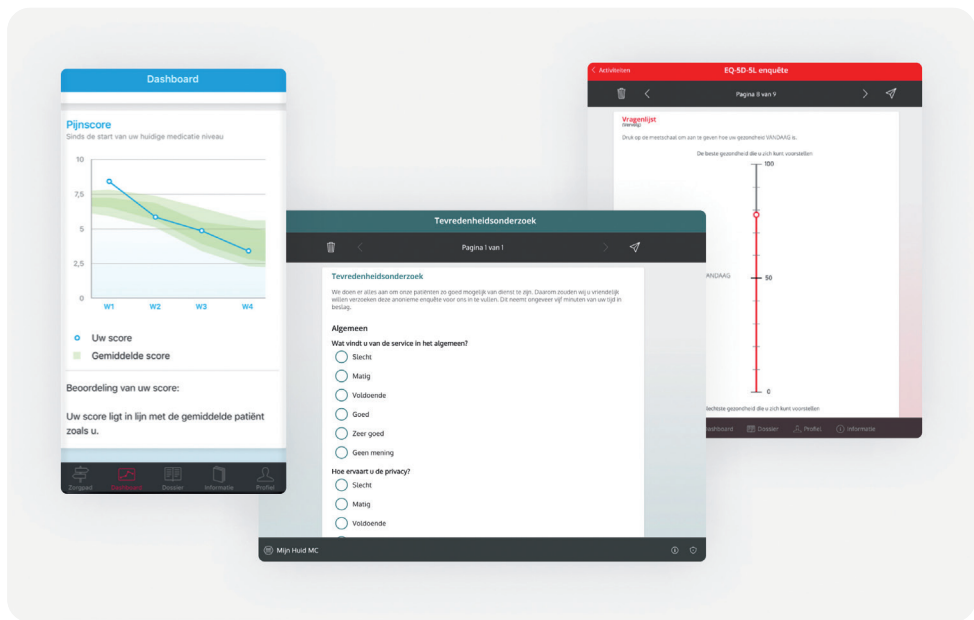 Dashboard
Pijnscore
Sinds de start van uw huidige medicatie niveau
10
7,5
5
2,5
0
W1 W2 W3 W4
Uw score
Gemiddelde score
Beoordeling van uw score:
Uw score ligt in lijn met de gemiddelde patiënt
zoals u.
Zorgpad Dashboard Dossier Informatie Profiel
Tevredenheidsonderzoek
Pagina 1 van 1
Tevredenheidsonderzoek
We doen er alles aan om onze patiënten zo goed mogelijk van dienst te zijn. Daarom zouden wij u vriendelijk
willen verzoeken deze anonieme enquête voor ons in te vullen. Dit neemt ongeveer vijf minuten van uw tijd in
beslag.
Algemeen
Wat vindt u van de service in het algemeen?
Slecht
Matig
Voldoende
Goed
Zeer goed
Geen mening
Hoe ervaart u de privacy?
Slecht
Matig
Voldoende
Mijn Huid MC
Activiteiten
EQ-5D-5L enquête
Pagina 8 van 9
Vragenlijst
Druk op de meetschaal om aan te geven hoe uw gezondheid VANDAAG is.
De beste gezondheid die u zich kunt voorstellen
100
ANDAAG
50
0
slechtste gezondheid die u zich kunt voorstellen
Dashboard Dossier Profiel Informatie